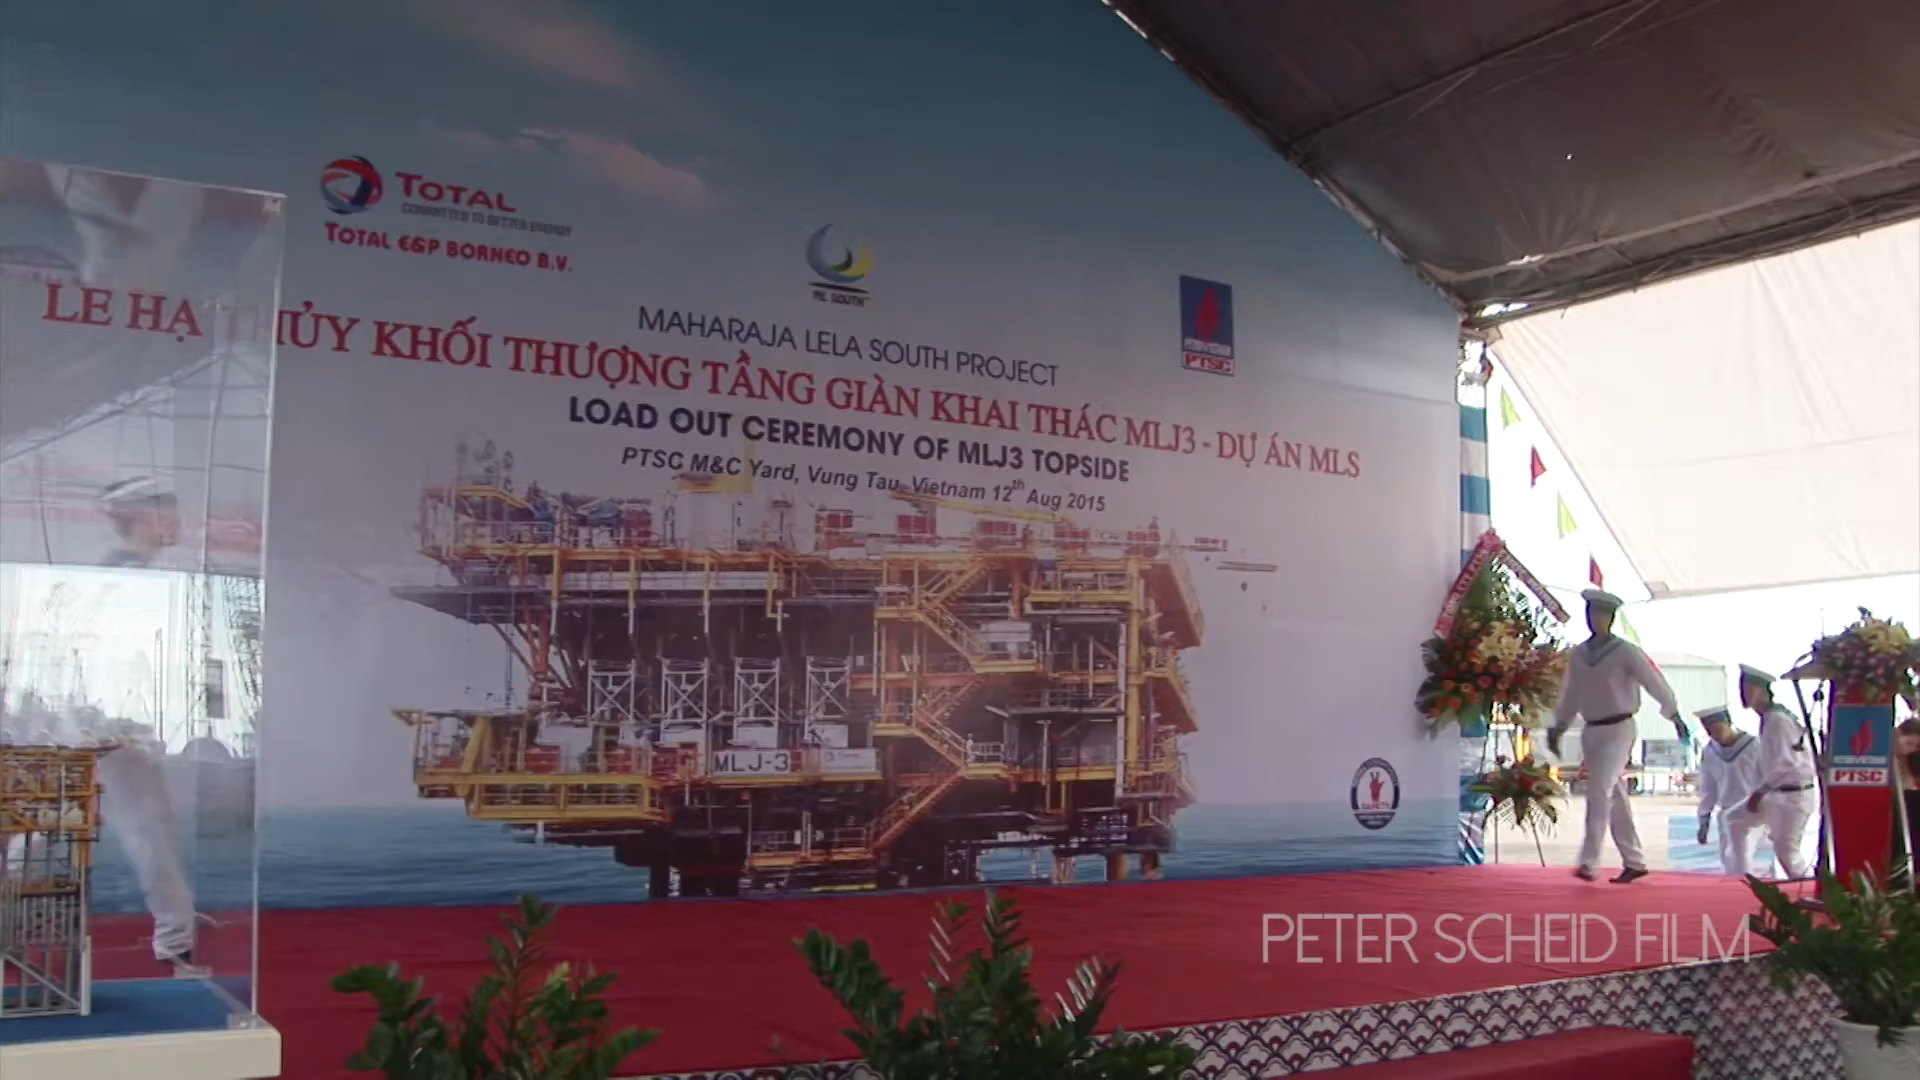 TOTAL
COMMITTED TO BETTER ENERGY
TOTAL E&P BORNEO B.V.
ML SOUTH
PTSC
MAHARAJA LELA SOUTH PROJECT
LE HẠ THỦY KHỐI THƯỢNG TẦNG GIÀN KHAI THÁC MLJ3 - DỰ ÁN MLS
LOAD OUT CEREMONY OF MLJ3 TOPSIDE
PTSC M&C Yard, Vung Tau, Vietnam 12th Aug 2015
MLJ-3
PTSC
PETER SCHEID FILM